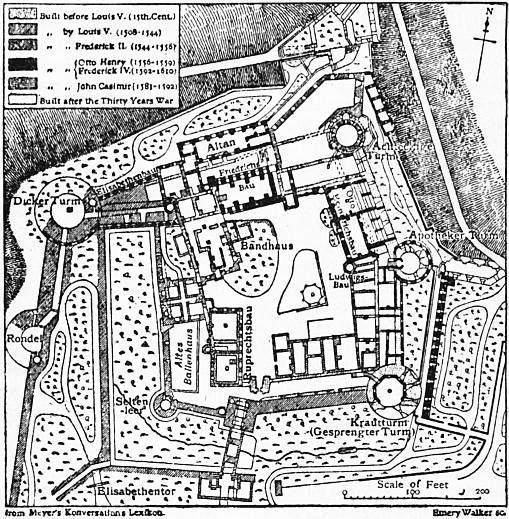 Built before Louis V. (15th. Cent.)
„ by Louis V. (1508-1544)
„ „ Frederick II. (1544-1556)
„ „ {Otto Henry (1556-1559)
Frederick IV. (1592-1610)
„ „ John Casimir (1581-1592)
Built after the Thirty Years War
N
Altan
Achteckiger
Turm
Friedrichs
Bau
Elisabethenbau
Dicker Turm
Apotheker Turm
Bandhaus
Ludwigs-
Bau
Rondel
Altes
Ballenhaus
Ruprechtsbau
Selten
leer
Krautturm
(Gesprengter Turm)
Elisabethentor
Scale of Feet
0 100 200
from Meyer's Konversations Lexikon.
Emery Walker sc.